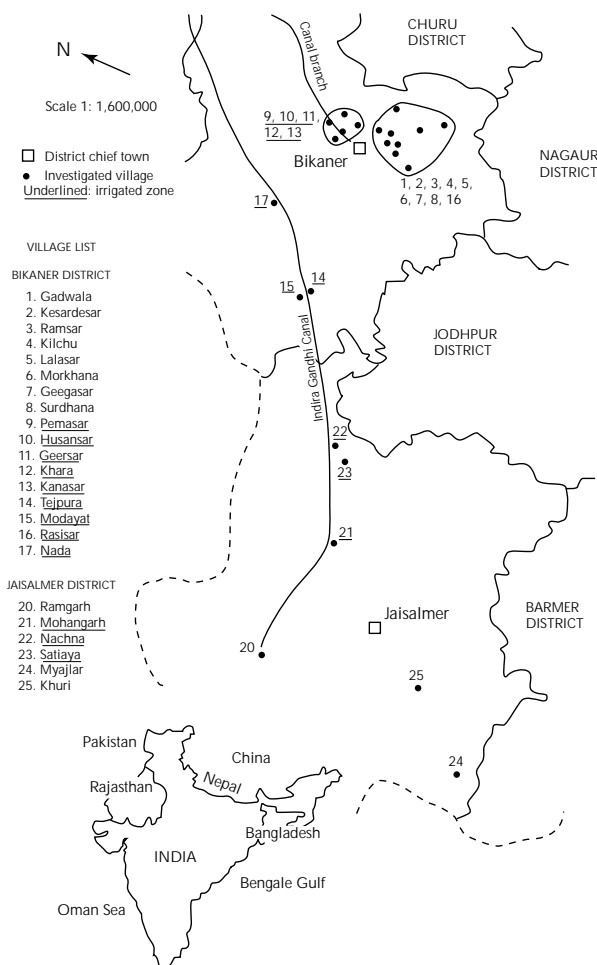 CHURU
DISTRICT
N
Canal branch
Scale 1: 1,600,000
9, 10, 11,
12, 13
Bikaner
District chief town
Investigated village
Underlined: irrigated zone
NAGAUR
DISTRICT
1, 2, 3, 4, 5,
6, 7, 8, 16
17
VILLAGE LIST
BIKANER DISTRICT
1. Gadwala
2. Kesardesar
3. Ramsar
4. Kilchu
5. Lalasar
6. Morkhana
7. Geegasar
8. Surdhana
9. Pemasar
10. Husansar
11. Geersar
12. Khara
13. Kanasar
14. Tejpura
15. Modayat
16. Rasisar
17. Nada
JAISALMER DISTRICT
20. Ramgarh
21. Mohangarh
22. Nachna
23. Satiaya
24. Myajlar
25. Khuri
15
14
Indira Gandhi Canal
JODHPUR
DISTRICT
22
23
21
Jaisalmer
BARMER
DISTRICT
20
25
24
Pakistan
China
Nepal
Rajasthan
Bangladesh
INDIA
Bengale Gulf
Oman Sea